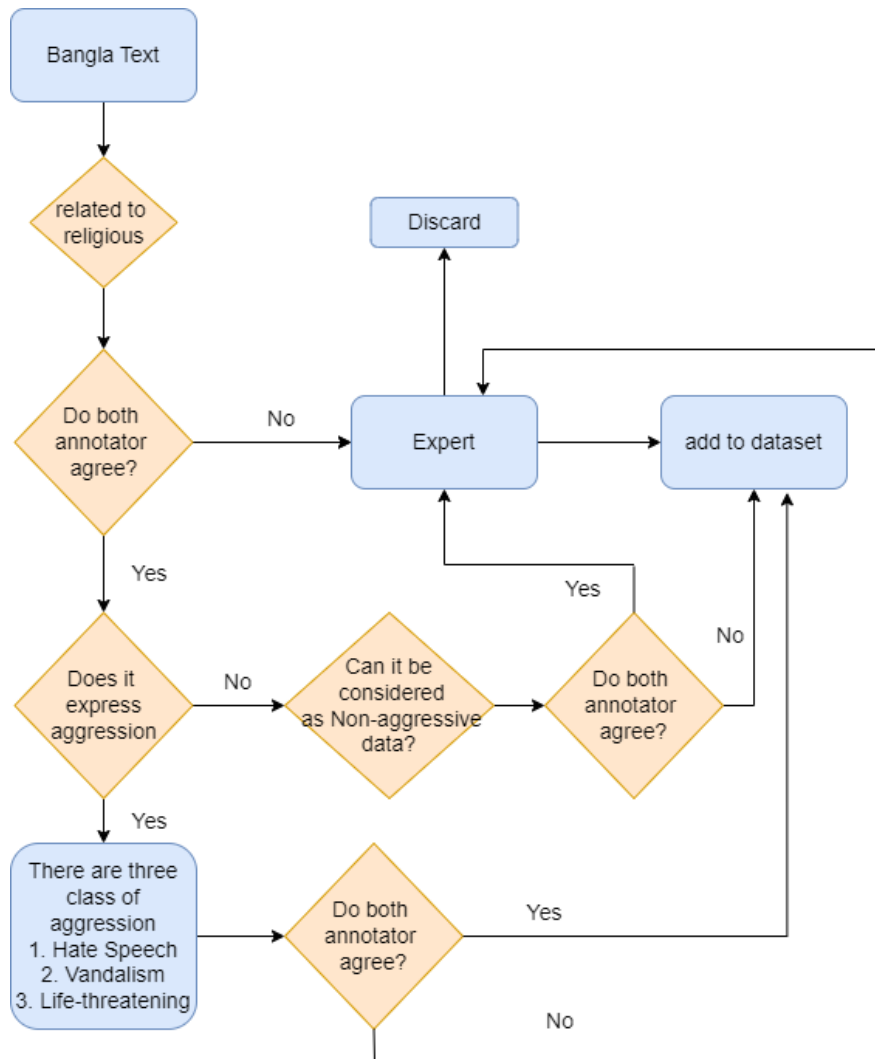 Bangla Text
related to
religious
Discard
Do both
annotator
agree?
No
Expert
add to dataset
Yes
Does it
express
aggression
No
Can it be
considered
as Non-aggressive
data?
Yes
Do both
annotator
agree?
No
Yes
There are three
class of
aggression
1. Hate Speech
2. Vandalism
3. Life-threatening
Do both
annotator
agree?
Yes
No